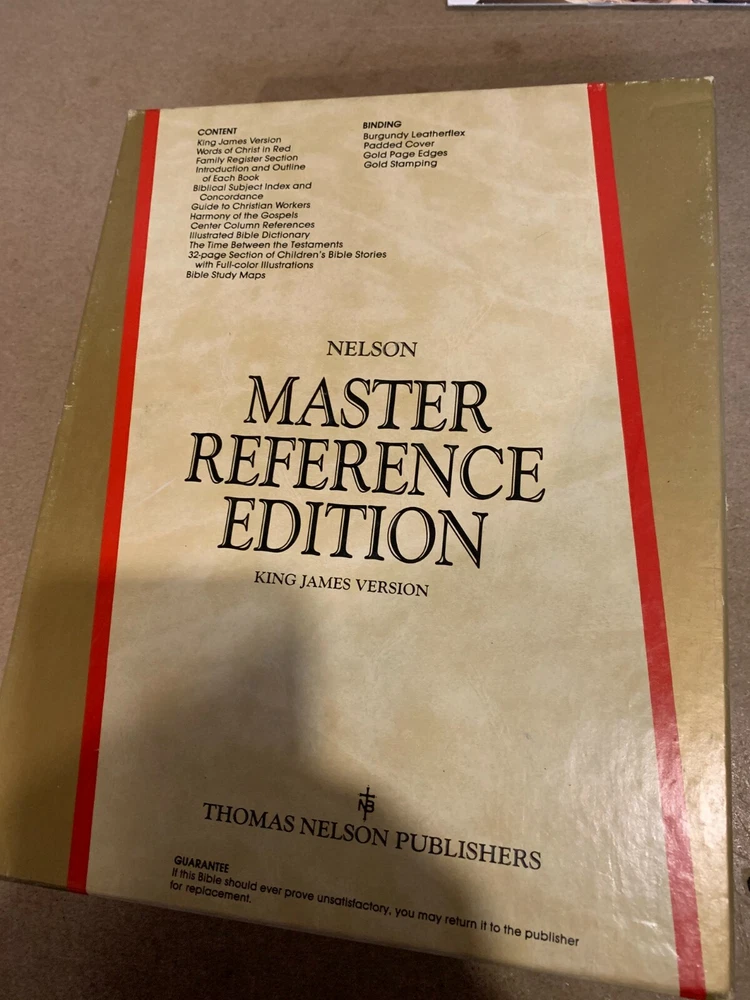 CONTENT
King James Version
Words of Christ in Red
Family Register Section
Introduction and Outline
of Each Book
Biblical Subject Index and
Concordance
Guide to Christian Workers
Harmony of the Gospels
Center Column References
Illustrated Bible Dictionary
The Time Between the Testaments
32-page Section of Children's Bible Stories
with Full-color Illustrations
Bible Study Maps
BINDING
Burgundy Leatherflex
Padded Cover
Gold Page Edges
Gold Stamping
NELSON
MASTER
REFERENCE
EDITION
KING JAMES VERSION
THOMAS NELSON PUBLISHERS
GUARANTEE
If this Bible should ever prove unsatisfactory, you may return it to the publisher
for replacement.